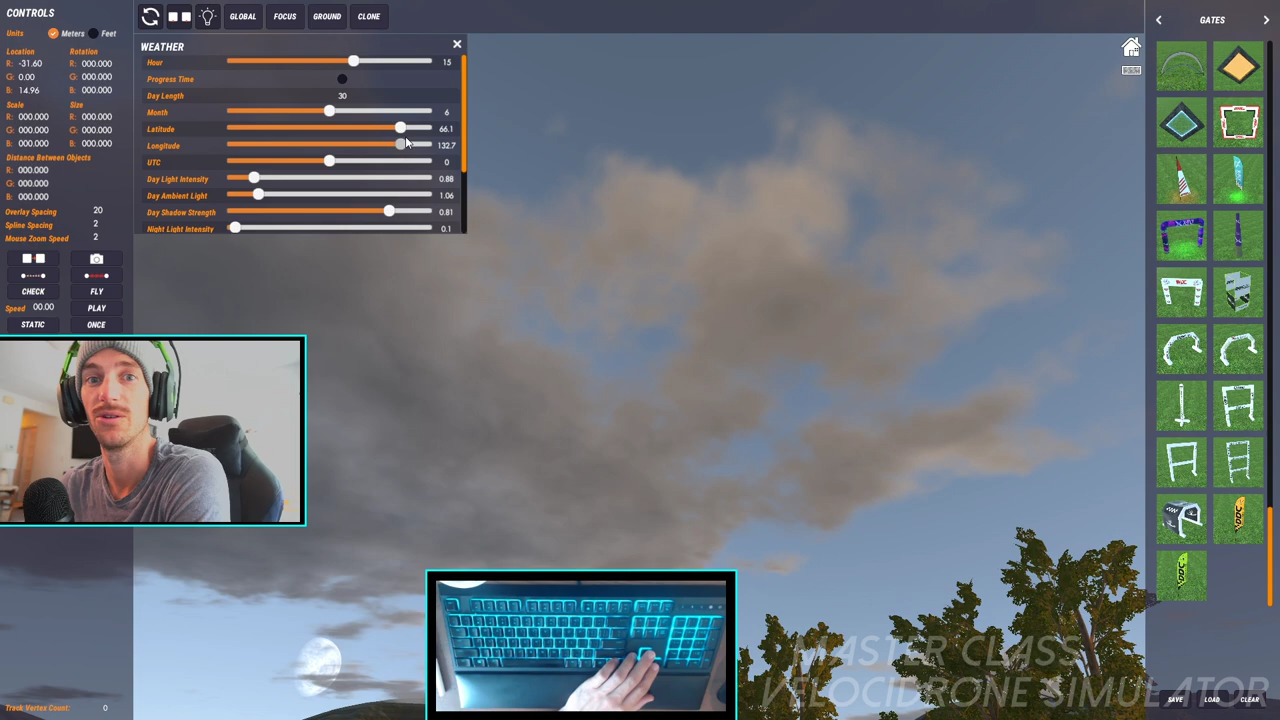 CONTROLS
Units Meters Feet
Location Rotation
R: -31.60 R: 000.000
G: 0.00 G: 000.000
B: 14.96 B: 000.000
Scale Size
R: 000.000 R: 000.000
G: 000.000 G: 000.000
B: 000.000 B: 000.000
Distance Between Objects
R: 000.000
G: 000.000
B: 000.000
Overlay Spacing 20
Spline Spacing 2
Mouse Zoom Speed 2
CHECK FLY
Speed 00.00 PLAY
STATIC ONCE
Track Vertex Count: 0
GLOBAL FOCUS GROUND CLONE
WEATHER
Hour 15
Progress Time
Day Length 30
Month 6
Latitude 66.1
Longitude 132.7
UTC 0
Day Light Intensity 0.88
Day Ambient Light 1.06
Day Shadow Strength 0.81
Night Light Intensity 0.1
GATES
MASTER CLASS
VELOCIDRONE SIMULATOR
SAVE LOAD CLEAR